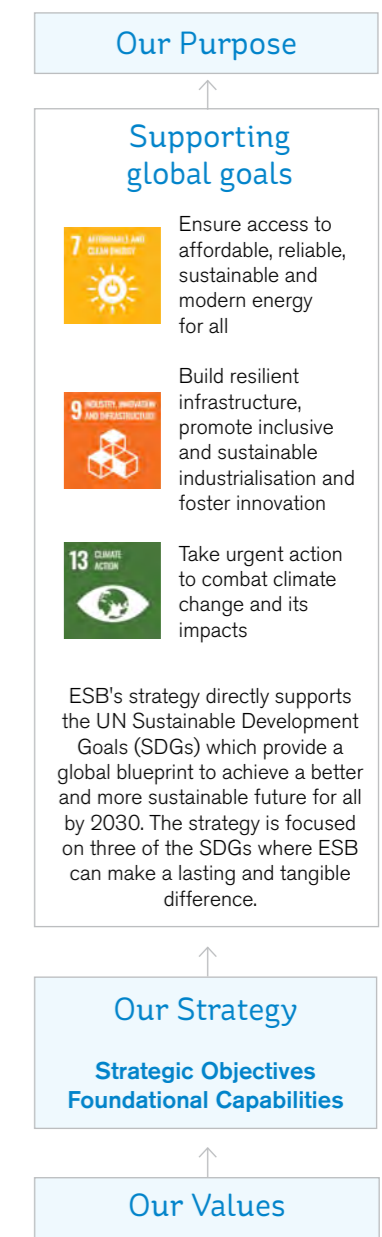 Our Purpose
Supporting
global goals
7 AFFORDABLE AND
CLEAN ENERGY
Ensure access to
affordable, reliable,
sustainable and
modern energy
for all
9 INDUSTRY, INNOVATION
AND INFRASTRUCTURE
Build resilient
infrastructure,
promote inclusive
and sustainable
industrialisation and
foster innovation
13 CLIMATE
ACTION
Take urgent action
to combat climate
change and its
impacts
ESB's strategy directly supports
the UN Sustainable Development
Goals (SDGs) which provide a
global blueprint to achieve a better
and more sustainable future for all
by 2030. The strategy is focused
on three of the SDGs where ESB
can make a lasting and tangible
difference.
Our Strategy
Strategic Objectives
Foundational Capabilities
Our Values